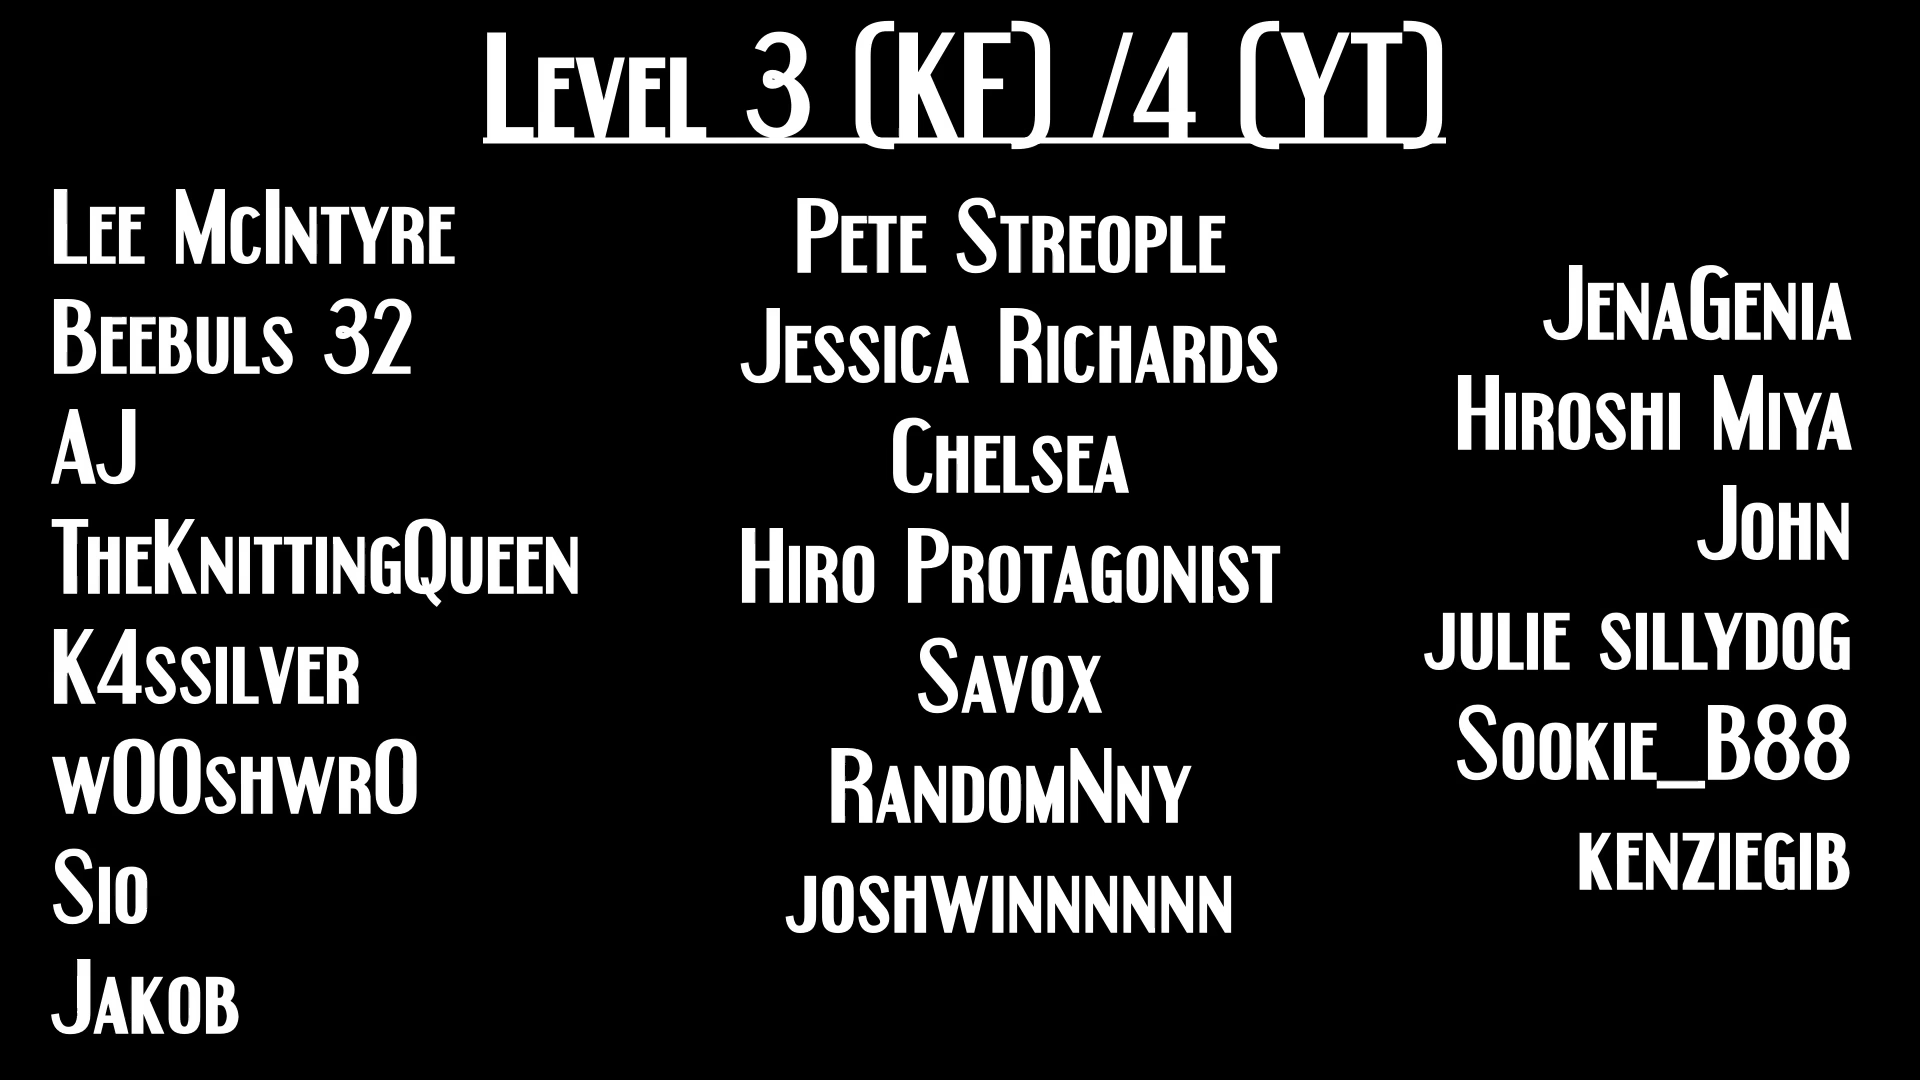 Level 3 (KF) /4 (YT)
Lee McIntyre
Beebuls 32
AJ
TheKnittingQueen
K4ssilver
w00shwr0
Sio
Jakob
Pete Streople
Jessica Richards
Chelsea
Hiro Protagonist
Savox
RandomNny
joshwinnnnnn
JenaGenia
Hiroshi Miya
John
julie sillydog
Sookie_B88
kenziegib